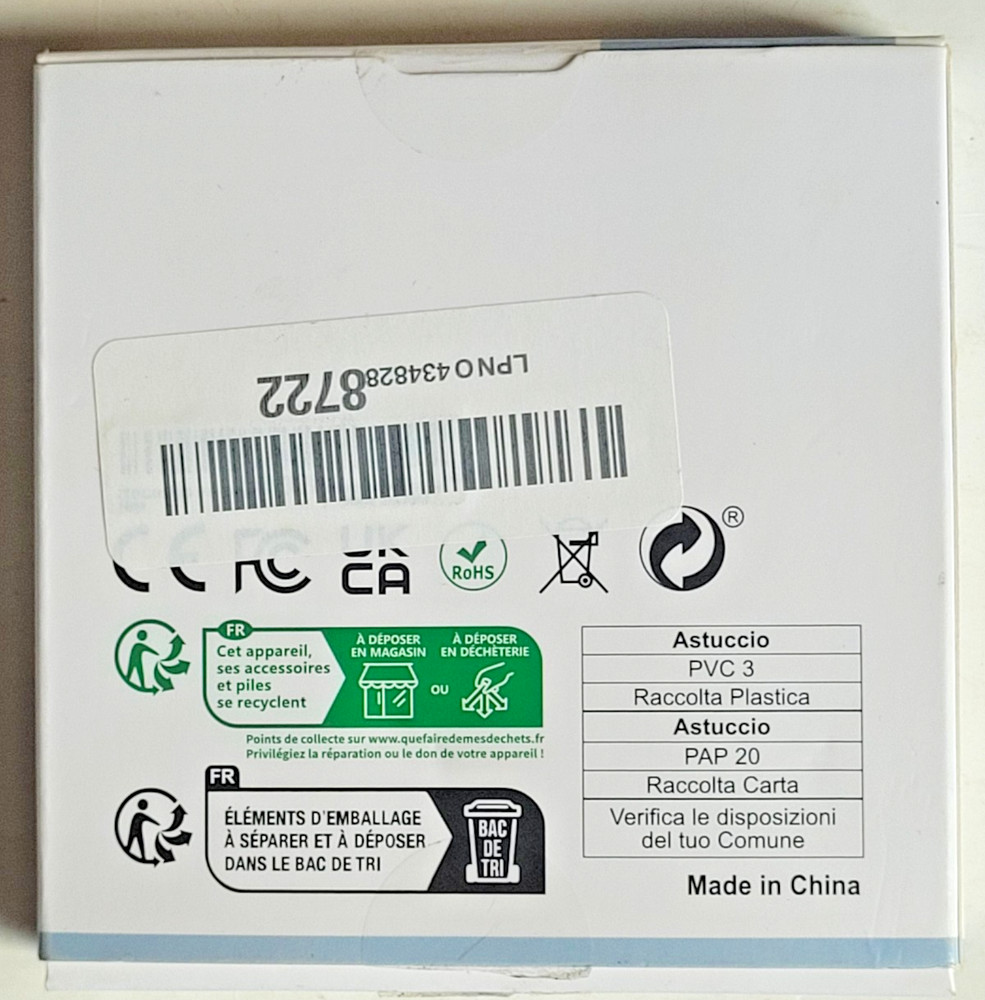 LPNO4348288722
CE FC UK
CA
RoHS
®
FR
Cet appareil,
ses accessoires
et piles
se recyclent
À DÉPOSER
EN MAGASIN
OU
À DÉPOSER
EN DÉCHÈTERIE
Points de collecte sur www.quefairedemesdechets.fr
Privilégiez la réparation ou le don de votre appareil !
FR
ÉLÉMENTS D'EMBALLAGE
À SÉPARER ET À DÉPOSER
DANS LE BAC DE TRI
BAC
DE
TRI
Astuccio
PVC 3
Raccolta Plastica
Astuccio
PAP 20
Raccolta Carta
Verifica le disposizioni
del tuo Comune
Made in China